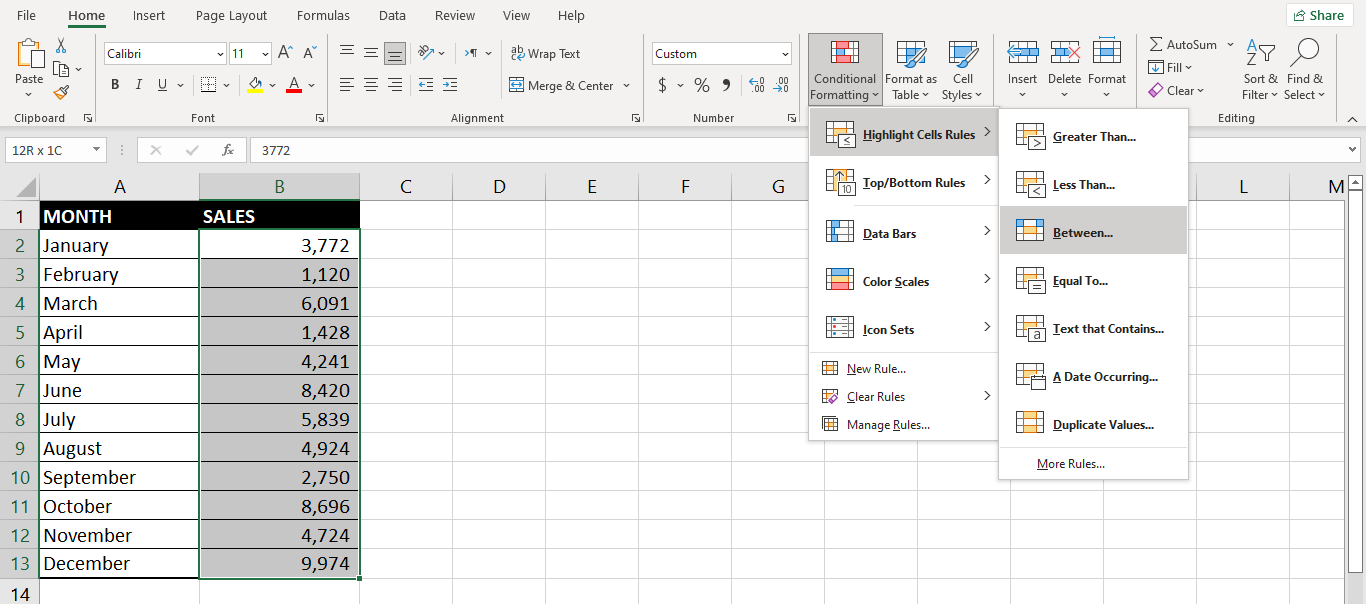 File Home Insert Page Layout Formulas Data Review View Help Share
Calibri 11 A A ab Wrap Text Custom AutoSum
Paste Conditional Formatting Format as Table Cell Styles Insert Delete Format Fill Sort & Filter Find & Select
B I U A Merge & Center $ % 9 Clear
Clipboard Font Alignment Number Editing
12R x 1C fx 3772
Highlight Cells Rules
Top/Bottom Rules
Data Bars
Color Scales
Icon Sets
New Rule...
Clear Rules
Manage Rules...
Greater Than...
Less Than...
Between...
Equal To...
Text that Contains...
A Date Occurring...
Duplicate Values...
More Rules...
A B C D E F G L M
1 MONTH SALES
2 January 3,772
3 February 1,120
4 March 6,091
5 April 1,428
6 May 4,241
7 June 8,420
8 July 5,839
9 August 4,924
10 September 2,750
11 October 8,696
12 November 4,724
13 December 9,974
14